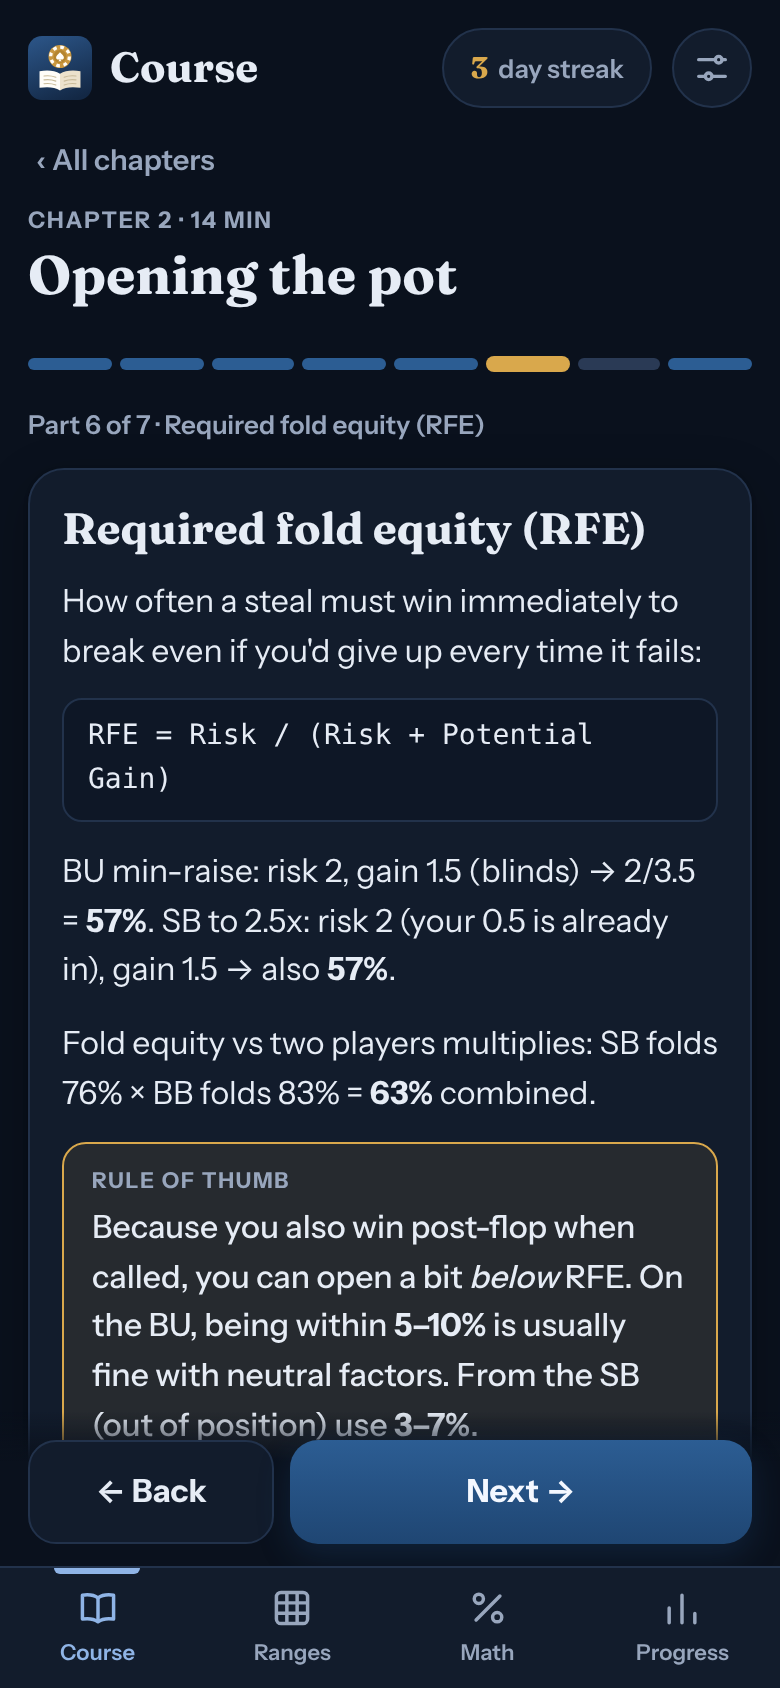 Course
3 day streak
‹ All chapters
CHAPTER 2 · 14 MIN
Opening the pot
Part 6 of 7 · Required fold equity (RFE)
Required fold equity (RFE)
How often a steal must win immediately to
break even if you'd give up every time it fails:
RFE = Risk / (Risk + Potential
Gain)
BU min-raise: risk 2, gain 1.5 (blinds) → 2/3.5
= 57%. SB to 2.5x: risk 2 (your 0.5 is already
in), gain 1.5 → also 57%.
Fold equity vs two players multiplies: SB folds
76% × BB folds 83% = 63% combined.
RULE OF THUMB
Because you also win post-flop when
called, you can open a bit below RFE. On
the BU, being within 5–10% is usually
fine with neutral factors. From the SB
(out of position) use 3–7%.
← Back
Next →
Course
Ranges
Math
Progress